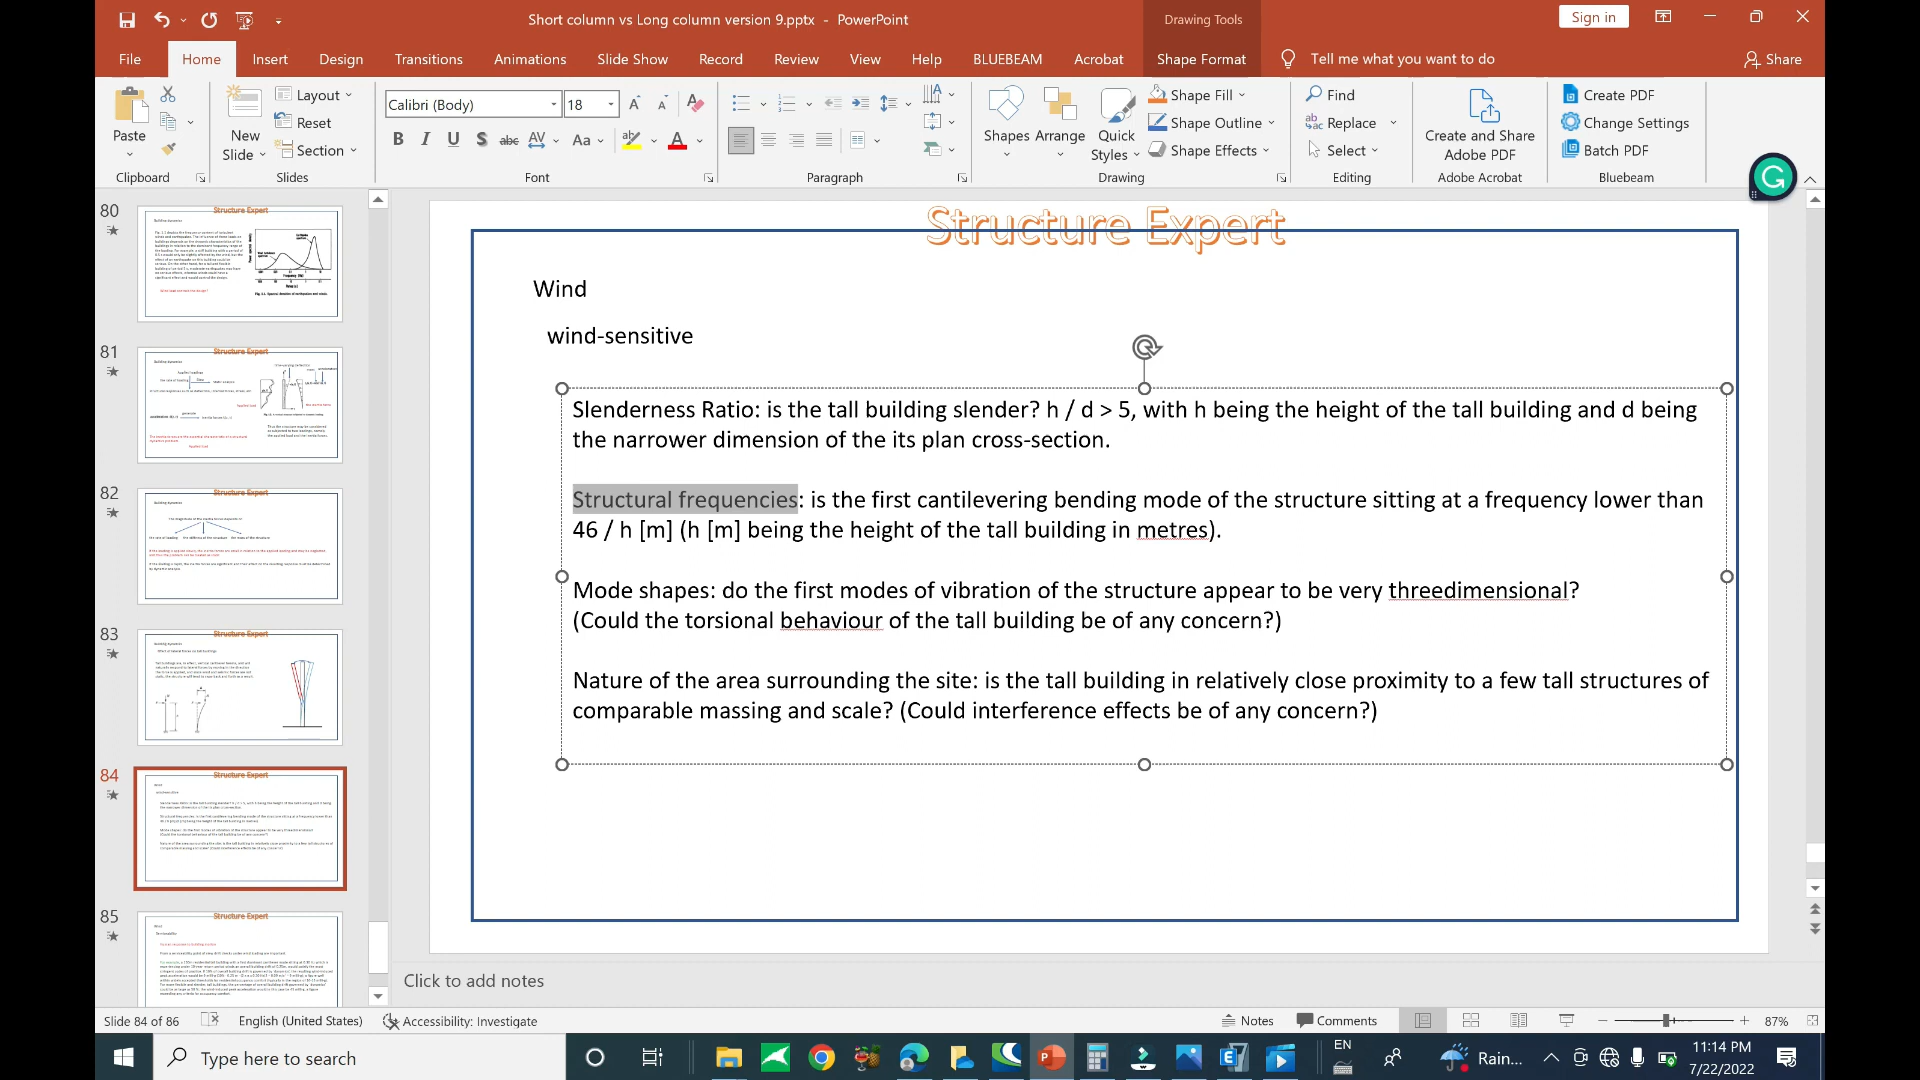 Short column vs Long column version 9.pptx - PowerPoint
Drawing Tools
Sign in
File Home Insert Design Transitions Animations Slide Show Record Review View Help BLUEBEAM Acrobat Shape Format Tell me what you want to do Share
Paste
Clipboard
New Slide
Layout
Reset
Section
Slides
Calibri (Body) 18
Font
Paragraph
Shapes Arrange Quick Styles
Shape Fill
Shape Outline
Shape Effects
Drawing
Find
Replace
Select
Editing
Create and Share Adobe PDF
Adobe Acrobat
Create PDF
Change Settings
Batch PDF
Bluebeam
80
Structure Expert
81
Structure Expert
82
Structure Expert
83
Structure Expert
84
Structure Expert
85
Structure Expert
Structure Expert
Wind
wind-sensitive
Slenderness Ratio: is the tall building slender? h / d > 5, with h being the height of the tall building and d being
the narrower dimension of the its plan cross-section.
Structural frequencies: is the first cantilevering bending mode of the structure sitting at a frequency lower than
46 / h [m] (h [m] being the height of the tall building in metres).
Mode shapes: do the first modes of vibration of the structure appear to be very threedimensional?
(Could the torsional behaviour of the tall building be of any concern?)
Nature of the area surrounding the site: is the tall building in relatively close proximity to a few tall structures of
comparable massing and scale? (Could interference effects be of any concern?)
Click to add notes
Slide 84 of 86 English (United States) Accessibility: Investigate Notes Comments 87%
Type here to search
EN
Rain...
11:14 PM
7/22/2022